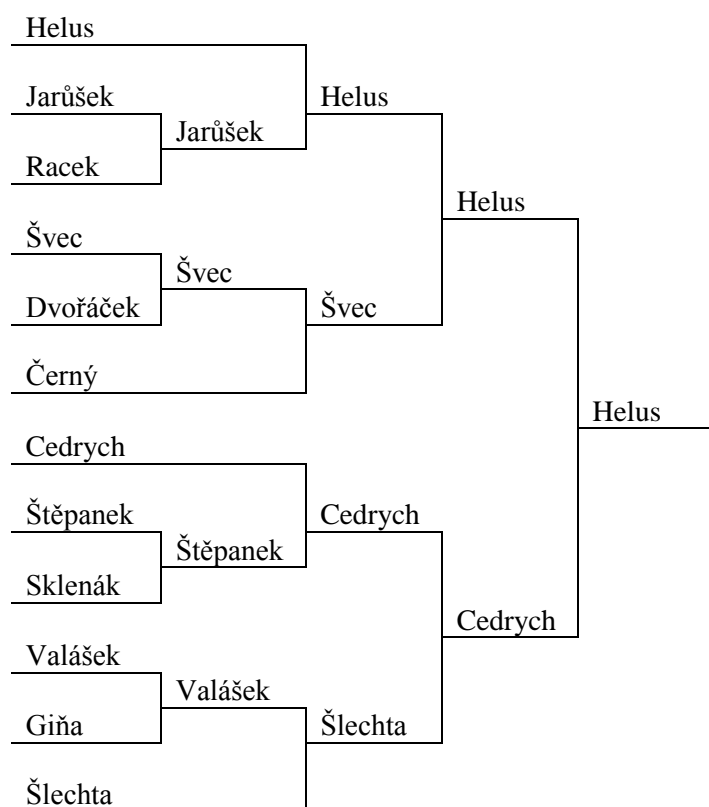 Helus
Jarůšek
Helus
Jarůšek
Racek
Helus
Švec
Švec
Dvořáček
Švec
Černý
Helus
Cedrych
Štěpanek
Cedrych
Štěpanek
Sklenák
Cedrych
Valášek
Valášek
Giňa
Šlechta
Šlechta